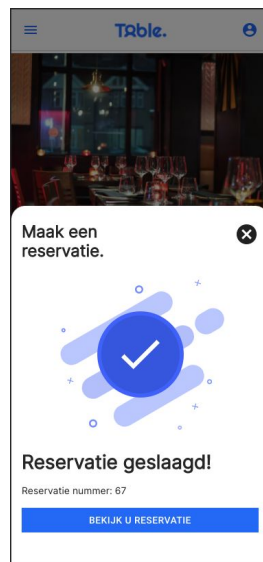 Table.
Maak een
reservatie.
Reservatie geslaagd!
Reservatie nummer: 67
BEKIJK U RESERVATIE